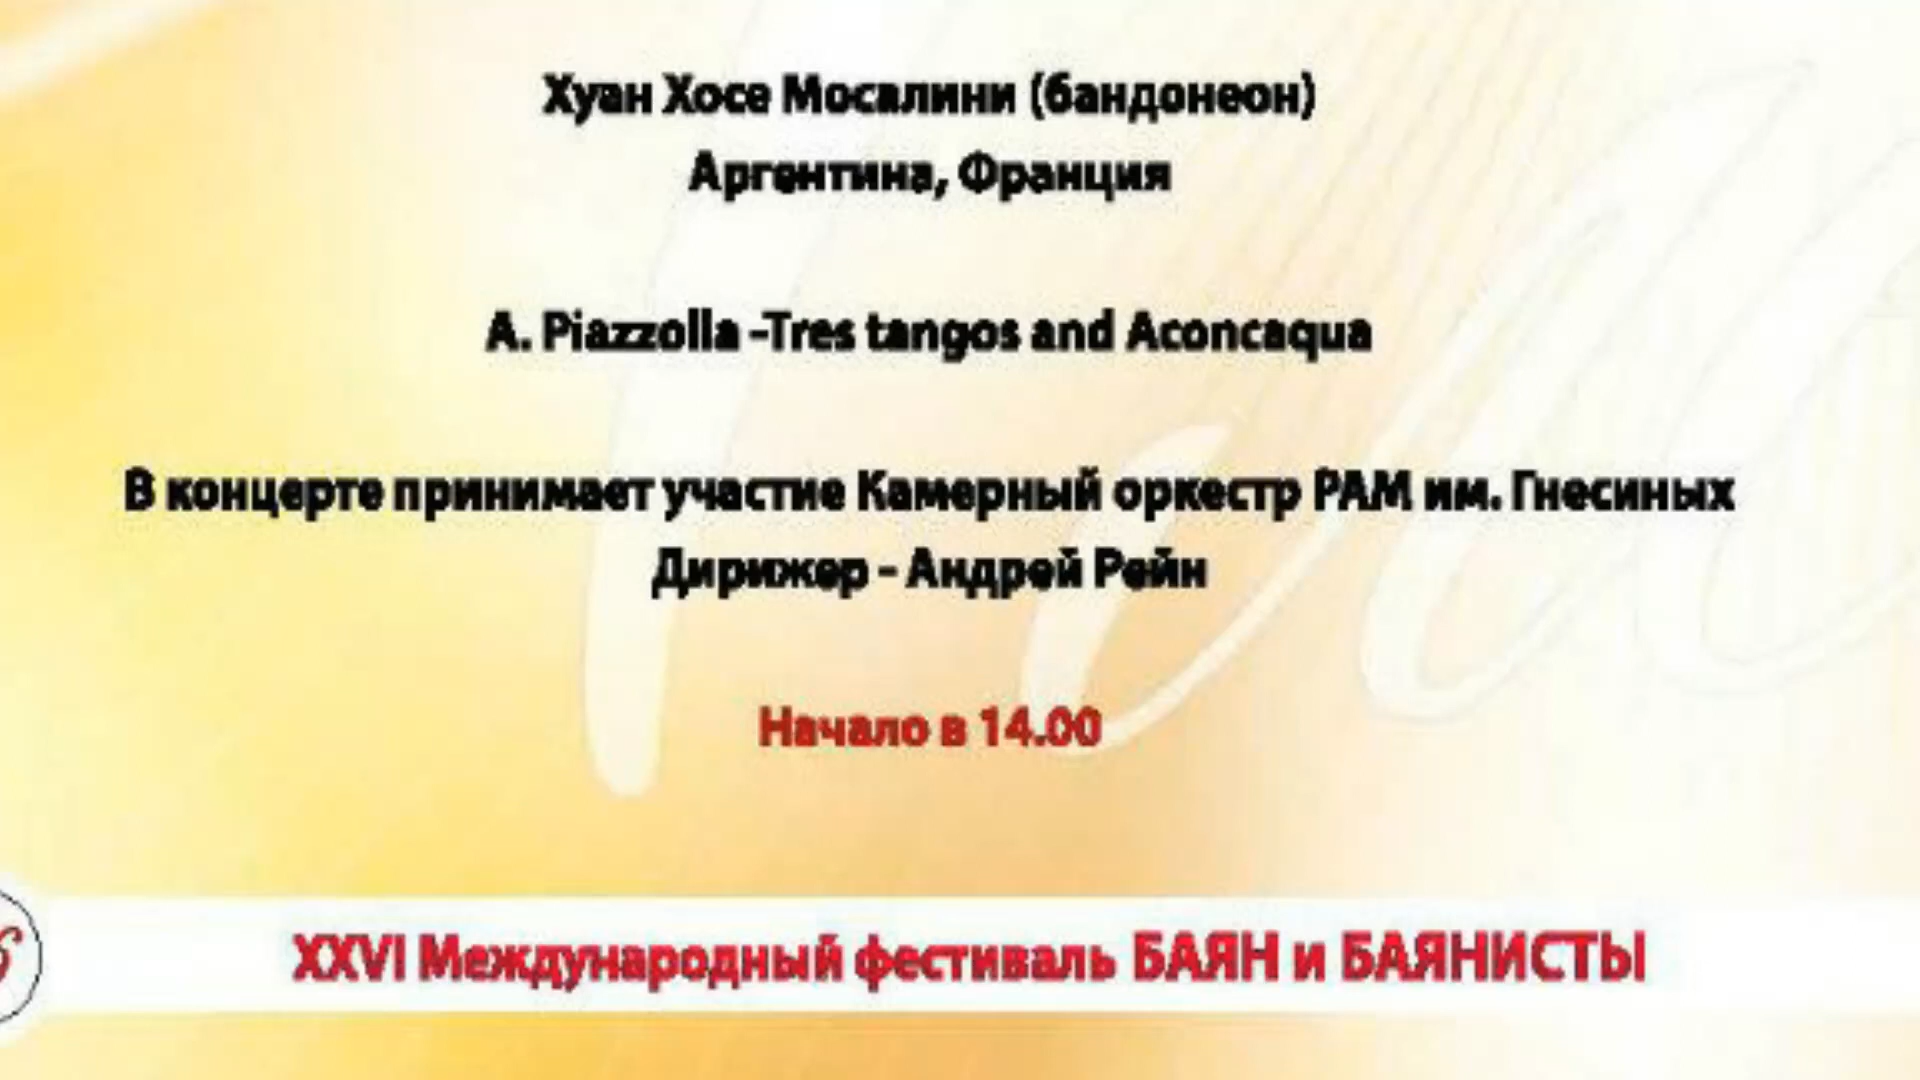 Хуан Хосе Мосалини (бандонеон)
Аргентина, Франция
A. Piazzolla -Tres tangos and Aconcaqua
В концерте принимает участие Камерный оркестр РАМ им. Гнесиных
Дирижер - Андрей Рейн
Начало в 14.00
XXVI Международный фестиваль БАЯН и БАЯНИСТЫ